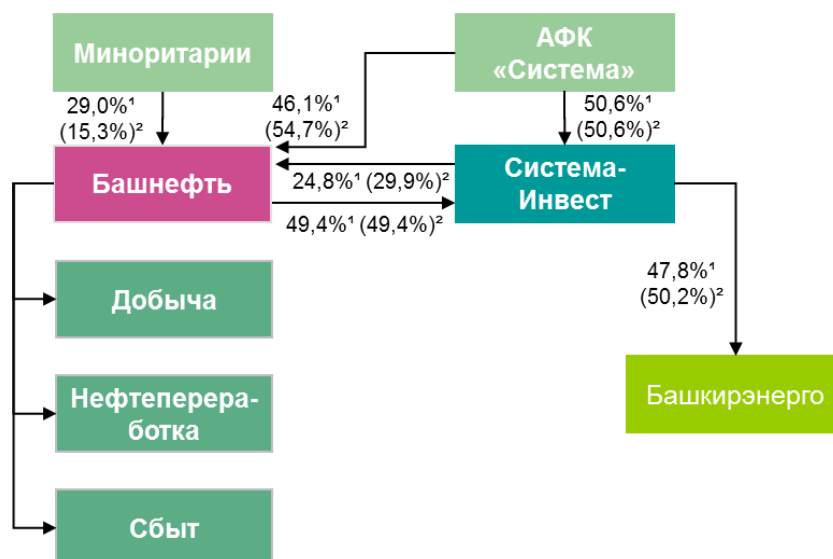 Миноритарии
АФК
«Система»
29,0%¹
(15,3%)²
46,1%¹
(54,7%)²
50,6%¹
(50,6%)²
Башнефть
24,8%¹ (29,9%)²
49,4%¹ (49,4%)²
Система-
Инвест
47,8%¹
(50,2%)²
Добыча
Нефтеперера-
ботка
Башкирэнерго
Сбыт